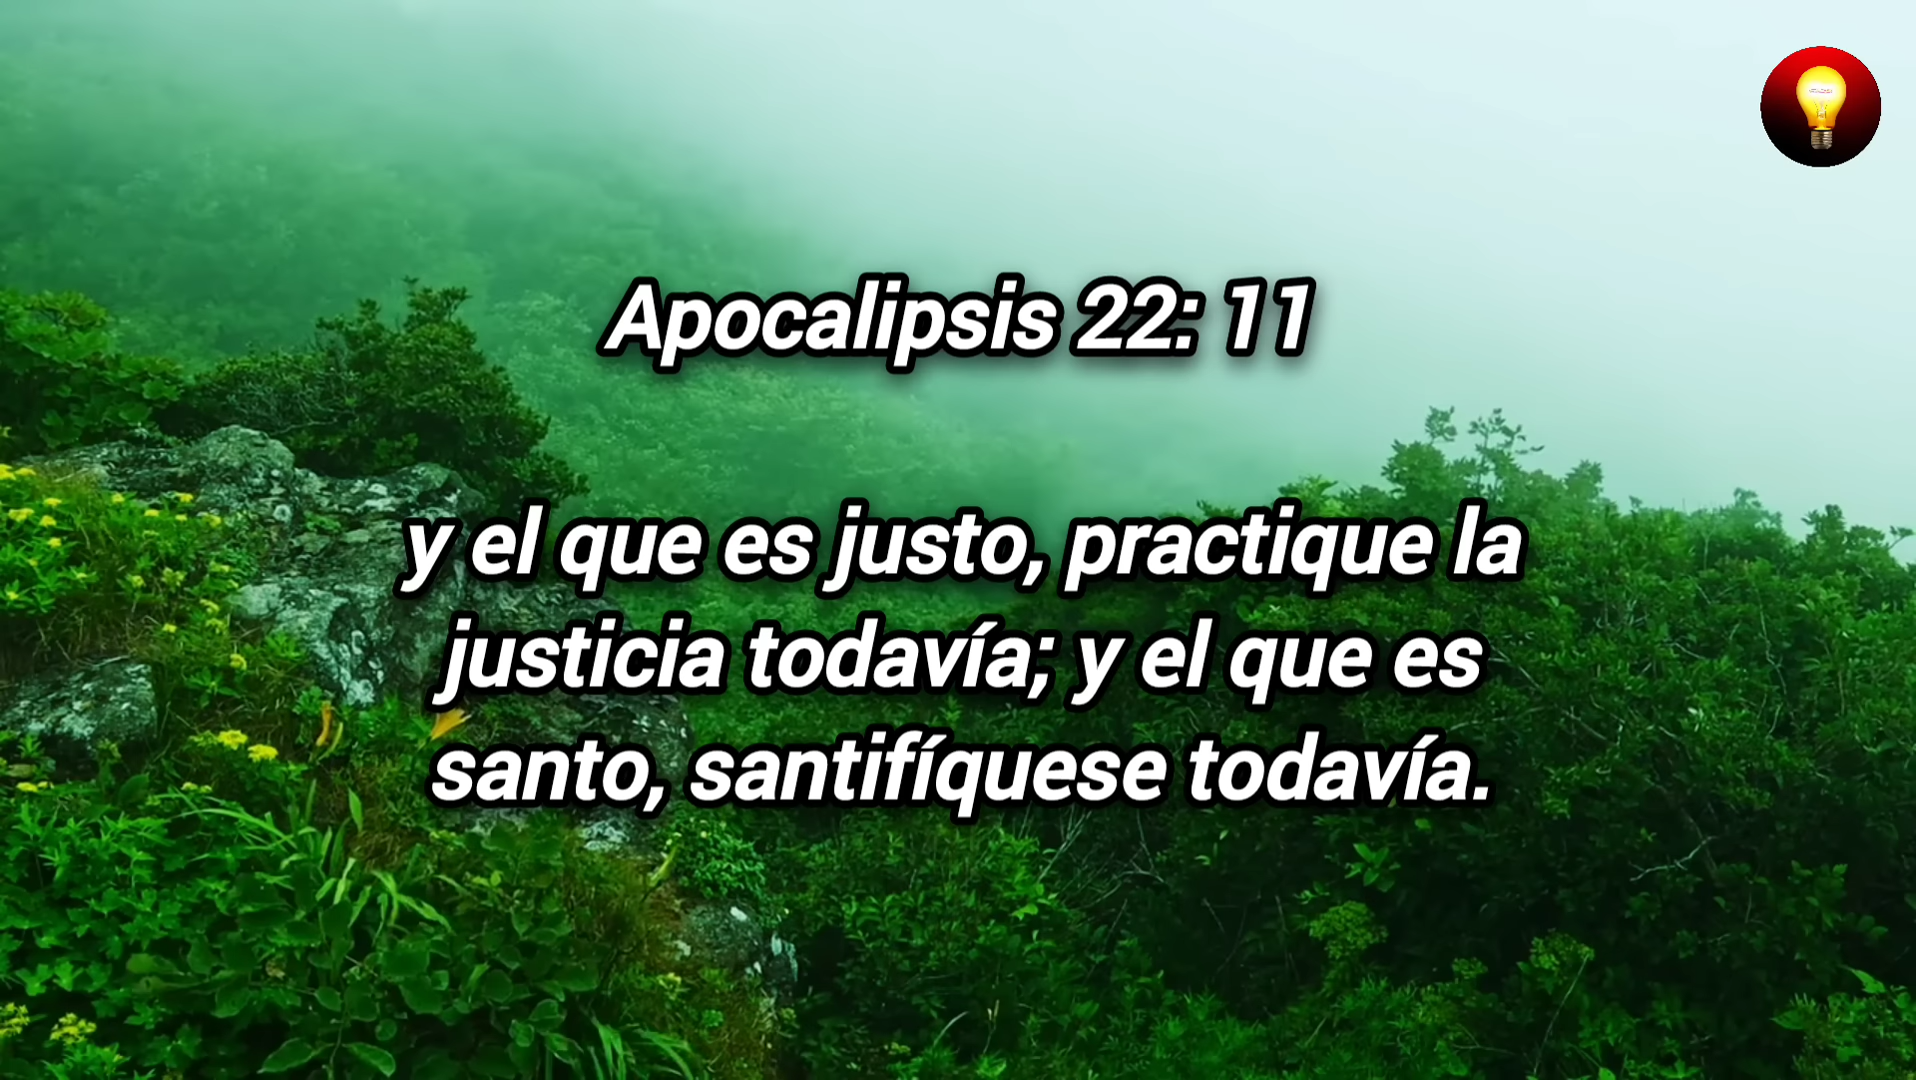 Apocalipsis 22: 11
y el que es justo, practique la
justicia todavía; y el que es
santo, santifíquese todavía.